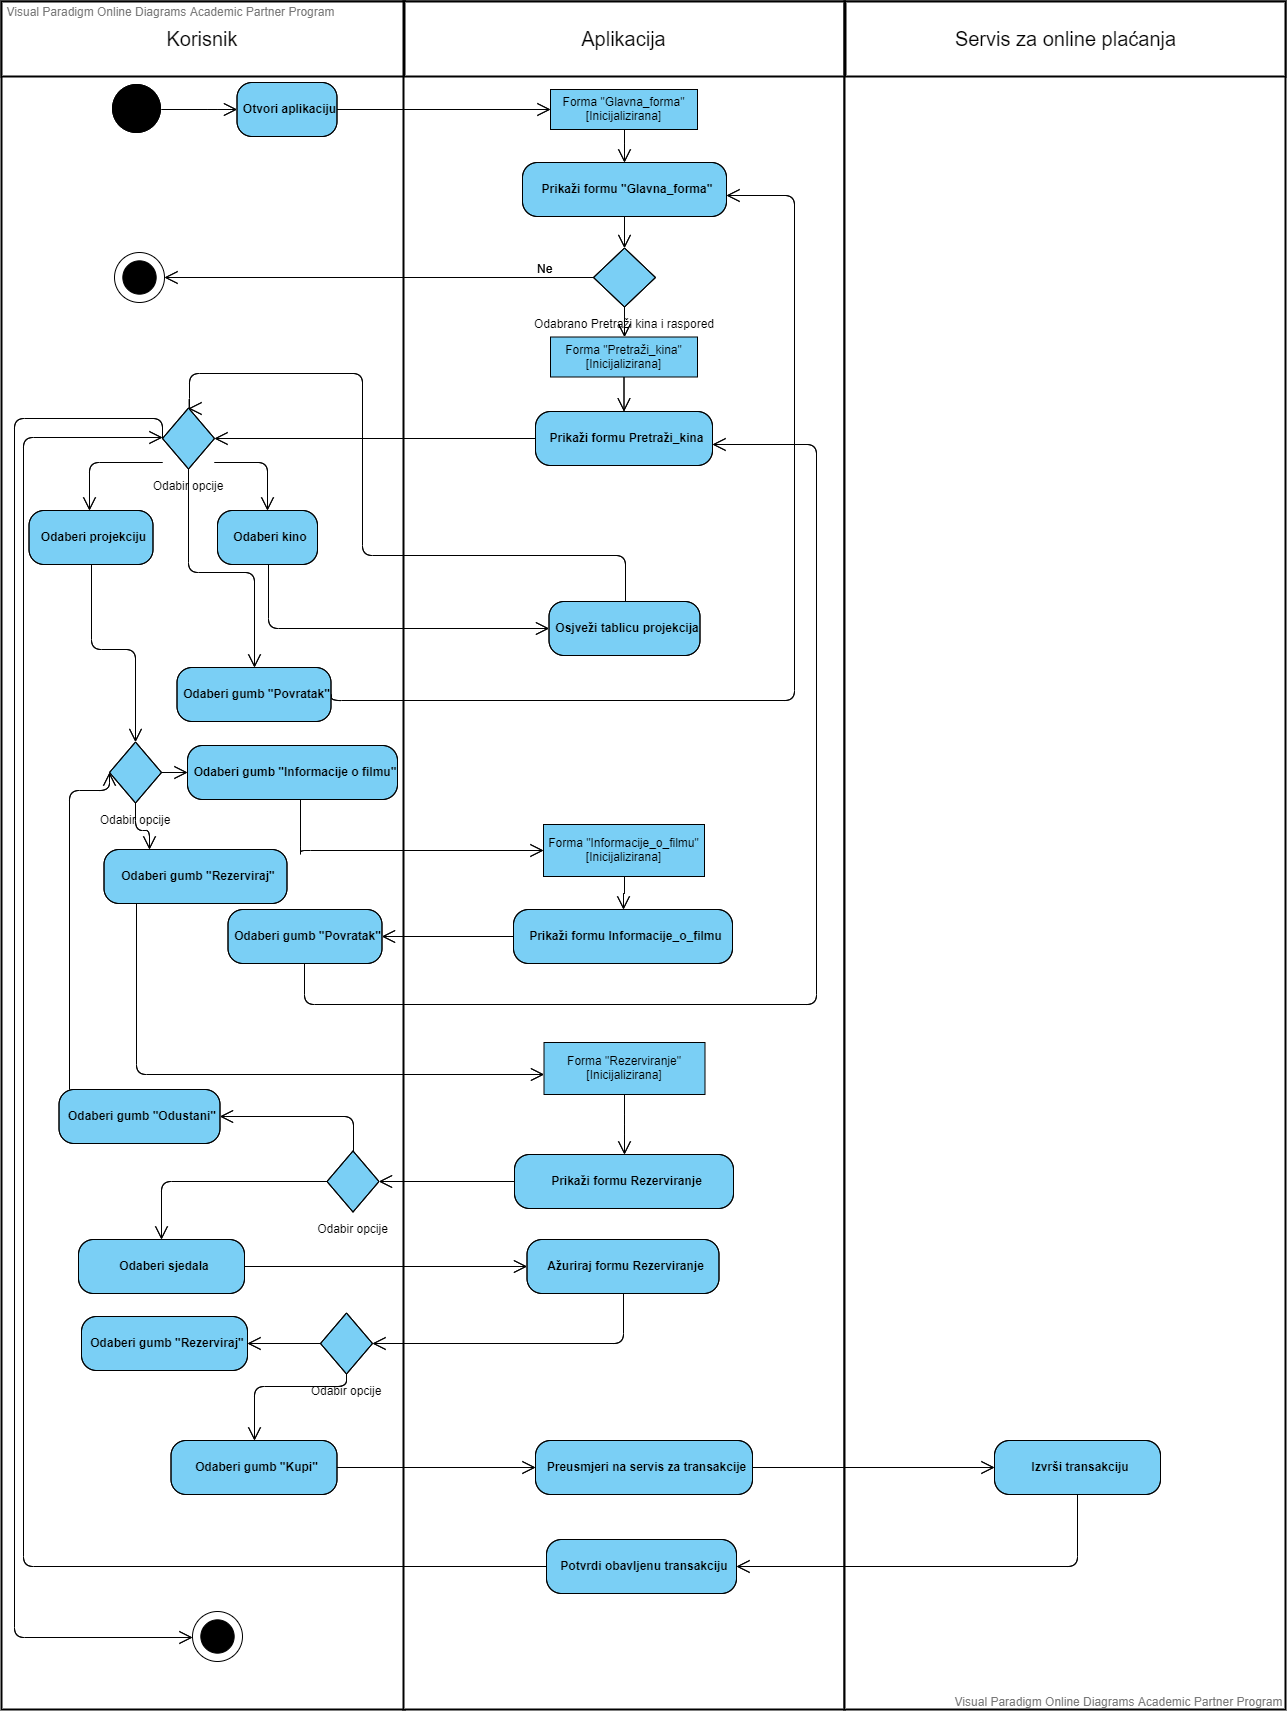 Visual Paradigm Online Diagrams Academic Partner Program
Korisnik
Aplikacija
Servis za online plaćanja
Otvori aplikaciju
Forma "Glavna_forma"
[Inicijalizirana]
Prikaži formu "Glavna_forma"
Ne
Odabrano Pretraži kina i raspored
Forma "Pretraži_kina"
[Inicijalizirana]
Prikaži formu Pretraži_kina
Odabir opcije
Odaberi projekciju
Odaberi kino
Osjveži tablicu projekcija
Odaberi gumb "Povratak"
Odaberi gumb "Informacije o filmu"
Odabir opcije
Forma "Informacije_o_filmu"
[Inicijalizirana]
Odaberi gumb "Rezerviraj"
Odaberi gumb "Povratak"
Prikaži formu Informacije_o_filmu
Forma "Rezerviranje"
[Inicijalizirana]
Odaberi gumb "Odustani"
Prikaži formu Rezerviranje
Odabir opcije
Odaberi sjedala
Ažuriraj formu Rezerviranje
Odaberi gumb "Rezerviraj"
Odabir opcije
Odaberi gumb "Kupi"
Preusmjeri na servis za transakcije
Izvrši transakciju
Potvrdi obavljenu transakciju
Visual Paradigm Online Diagrams Academic Partner Program